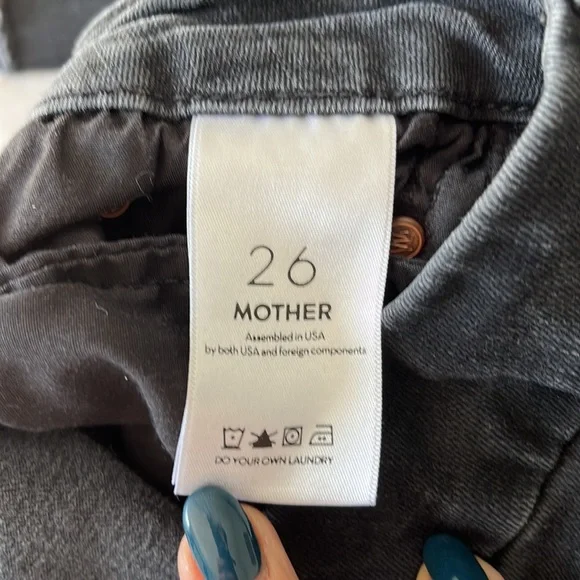 26
MOTHER
Assembled in USA
by both USA and foreign components
DO YOUR OWN LAUNDRY
M